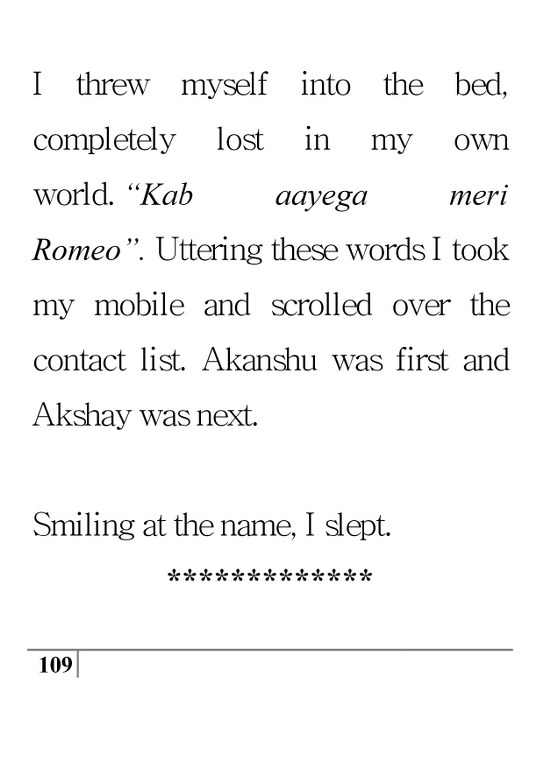 I threw myself into the bed,
completely lost in my own
world. “Kab aayega meri
Romeo”. Uttering these words I took
my mobile and scrolled over the
contact list. Akanshu was first and
Akshay was next.
Smiling at the name, I slept.
*************
109